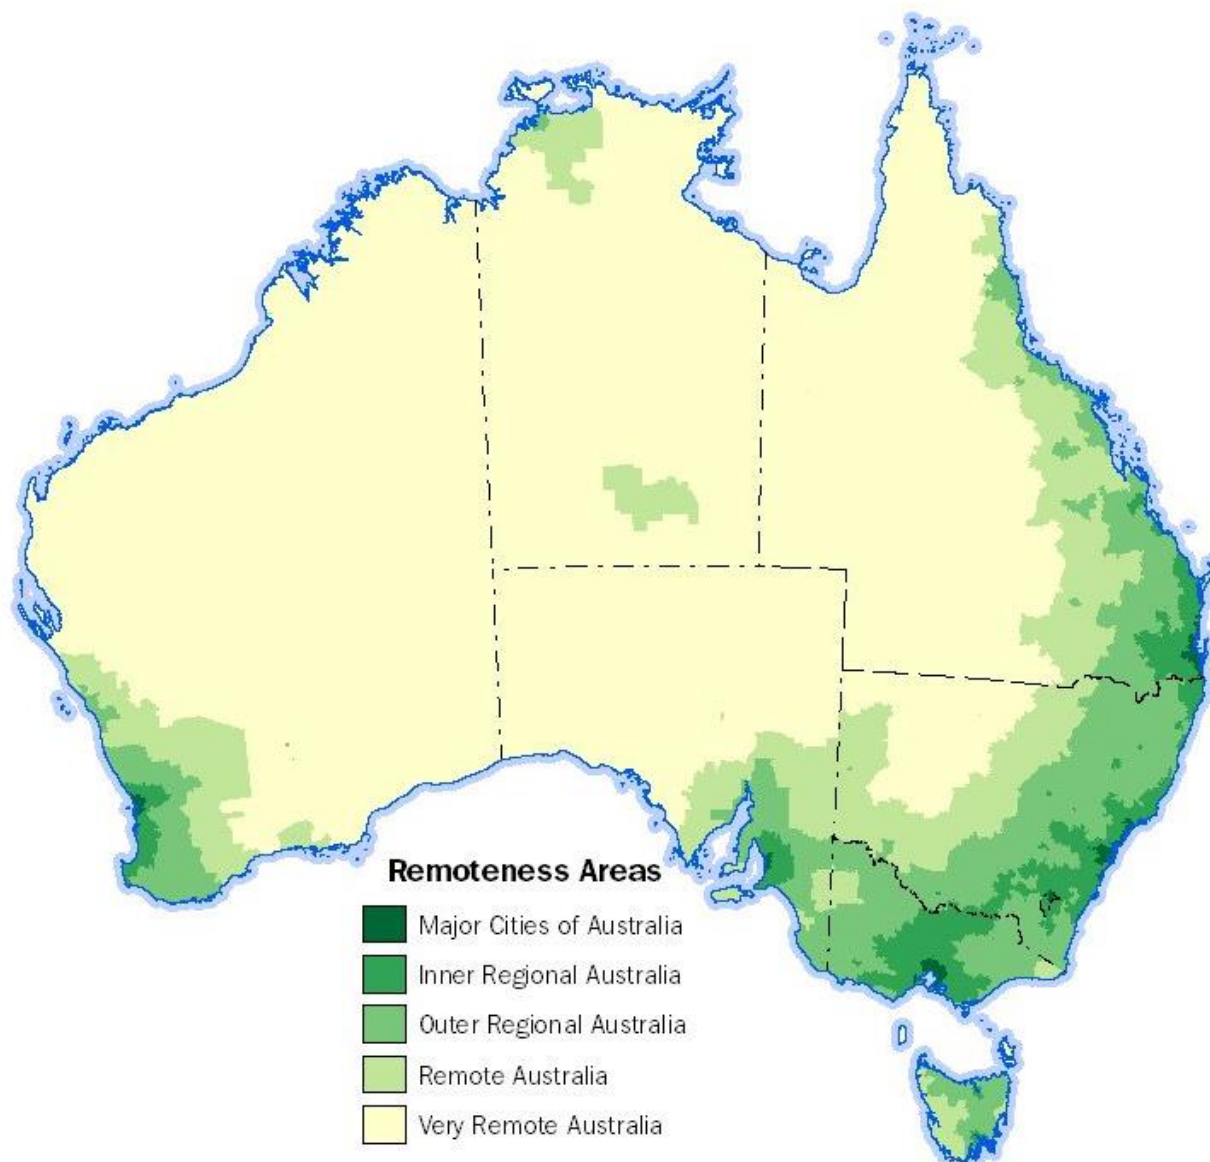 Remoteness Areas
Major Cities of Australia
Inner Regional Australia
Outer Regional Australia
Remote Australia
Very Remote Australia